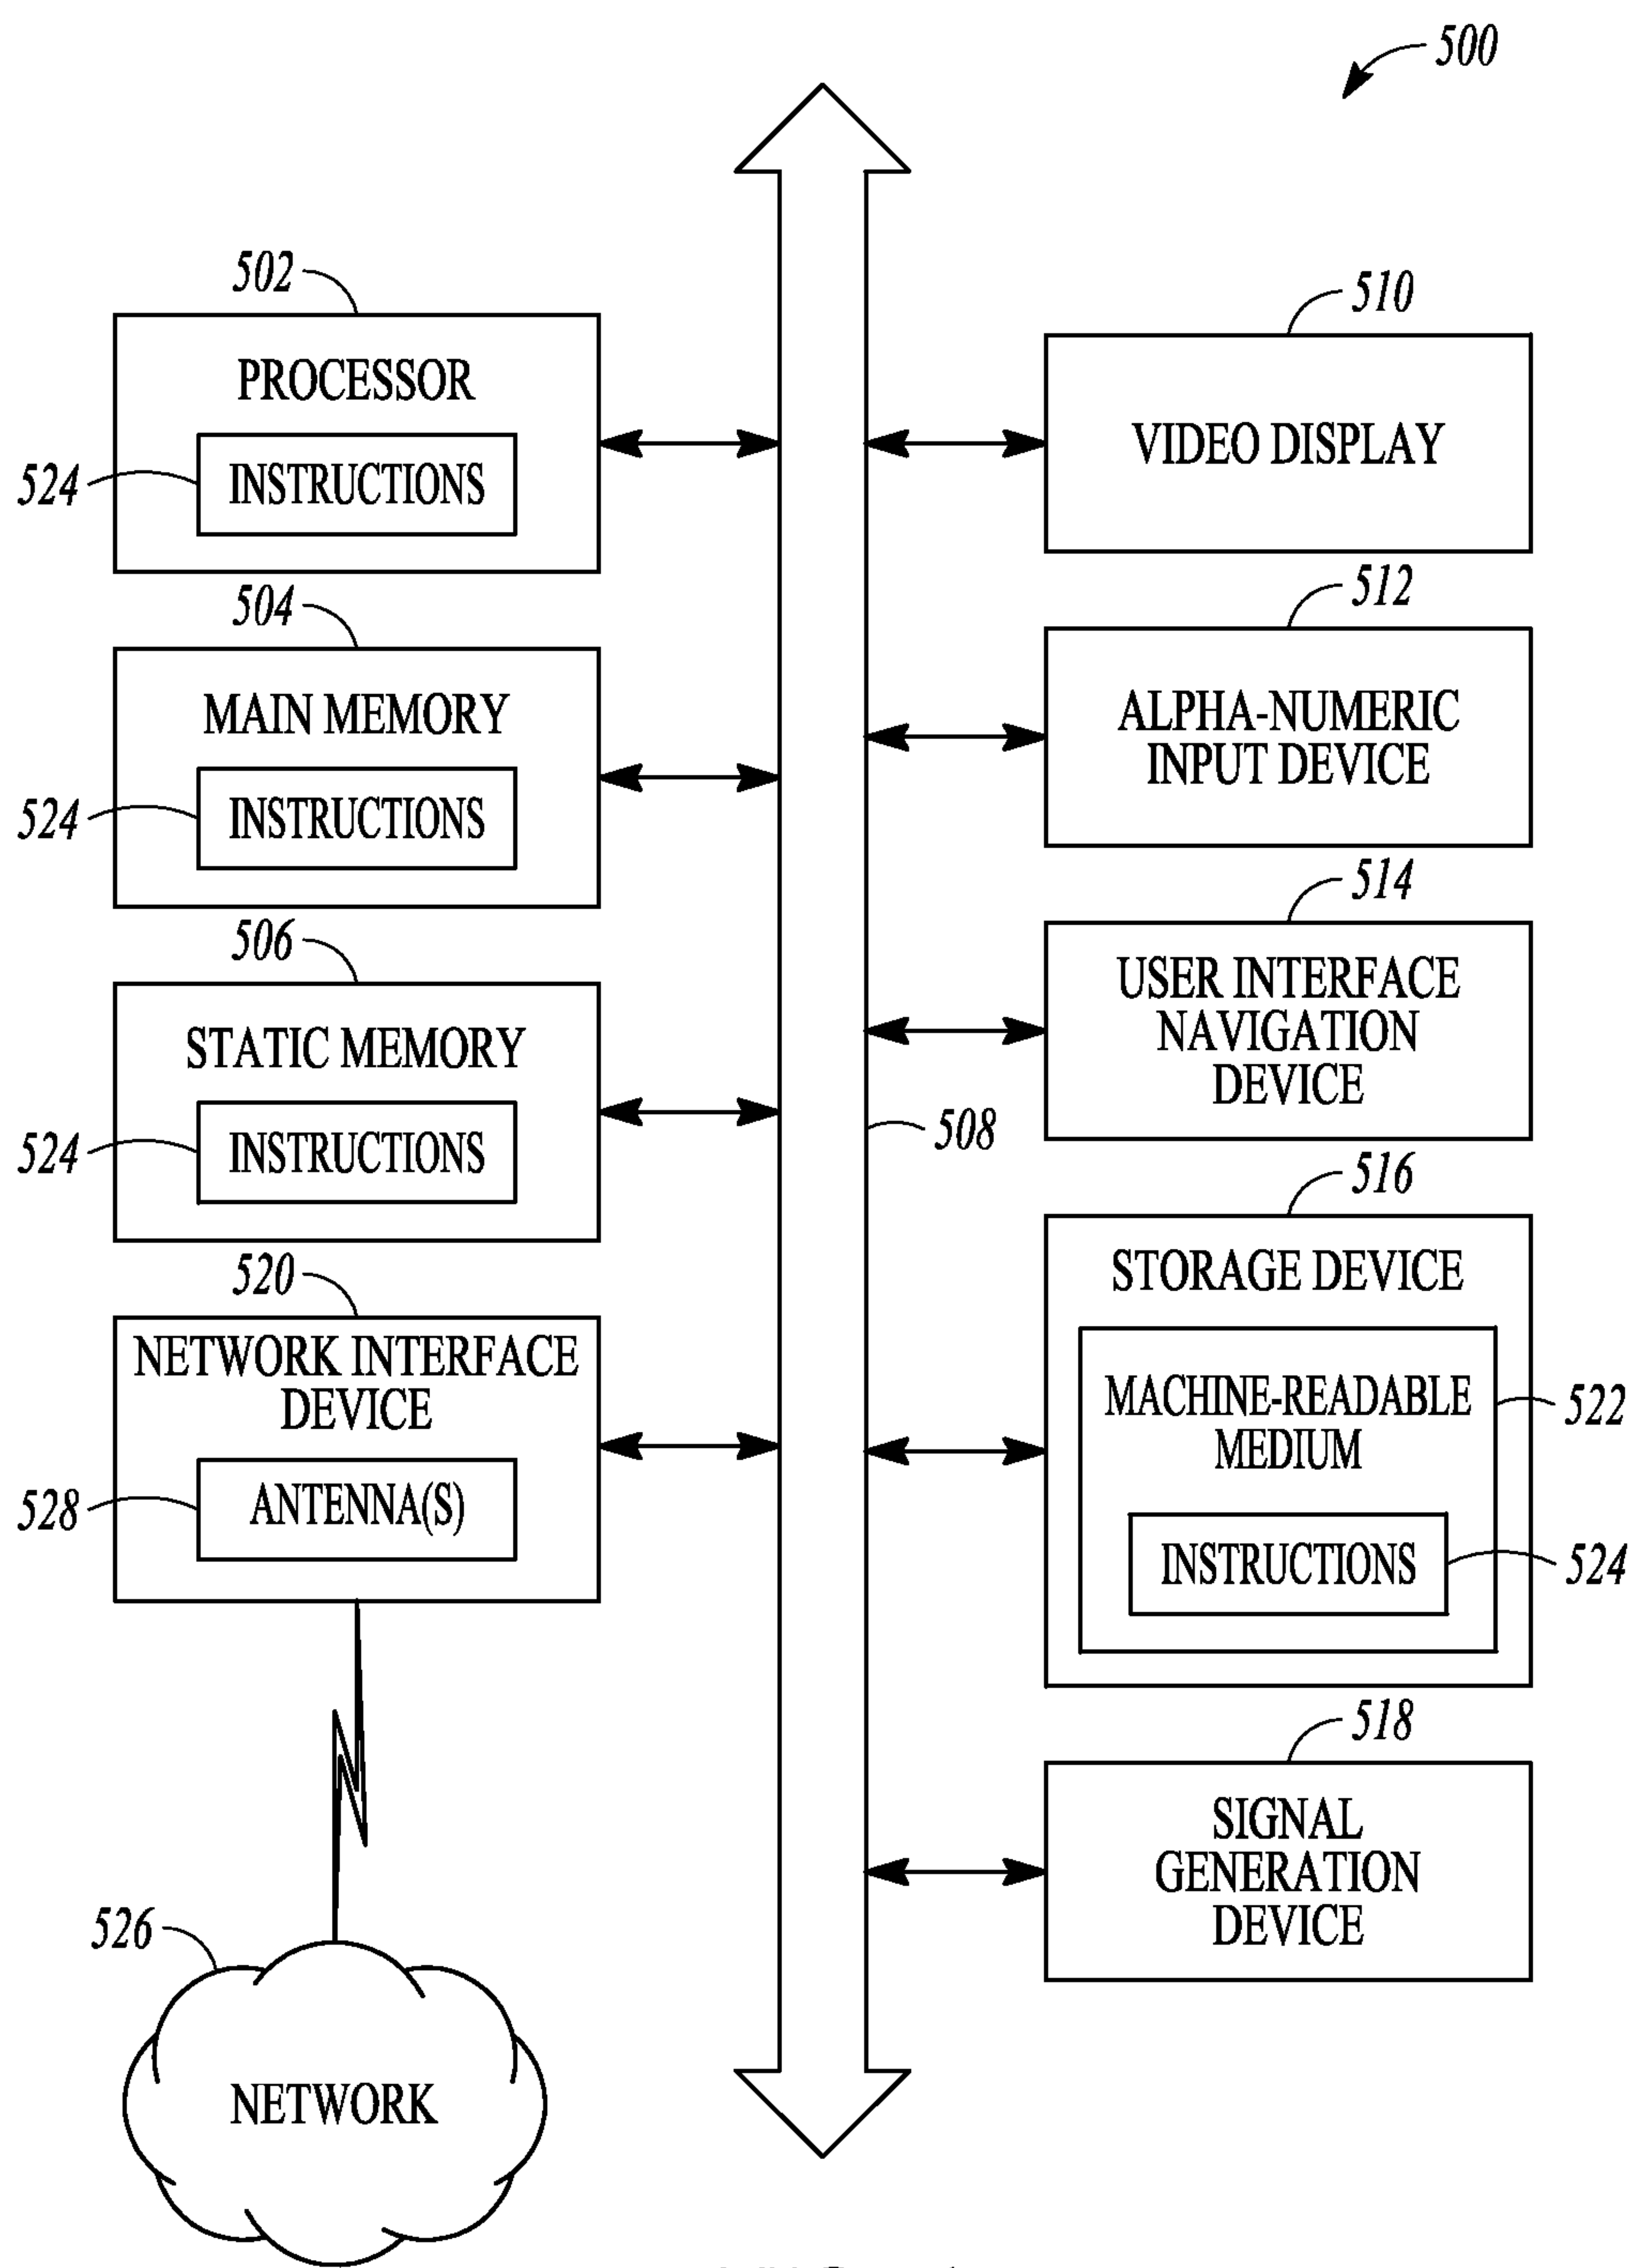 500
502
PROCESSOR
524
INSTRUCTIONS
504
MAIN MEMORY
524
INSTRUCTIONS
506
STATIC MEMORY
524
INSTRUCTIONS
520
NETWORK INTERFACE
DEVICE
528
ANTENNA(S)
526
NETWORK
508
510
VIDEO DISPLAY
512
ALPHA-NUMERIC
INPUT DEVICE
514
USER INTERFACE
NAVIGATION
DEVICE
516
STORAGE DEVICE
MACHINE-READABLE
MEDIUM
522
INSTRUCTIONS
524
518
SIGNAL
GENERATION
DEVICE